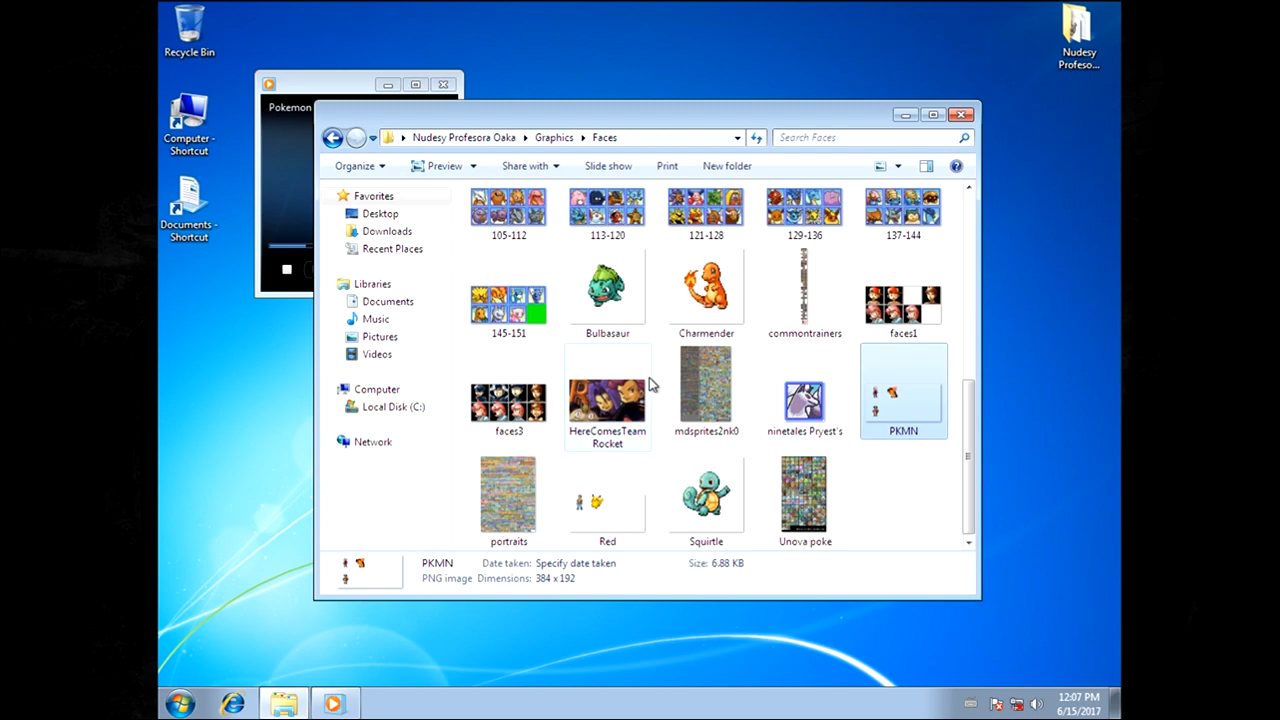 Recycle Bin
Nudesy
Profeso...
Pokemon
Computer -
Shortcut
Documents -
Shortcut
Nudesy Profesora Oaka
Graphics
Faces
Search Faces
Organize
Preview
Share with
Slide show
Print
New folder
Favorites
Desktop
Downloads
Recent Places
Libraries
Documents
Music
Pictures
Videos
Computer
Local Disk (C:)
Network
105-112
113-120
121-128
129-136
137-144
145-151
Bulbasaur
Charmender
commontrainers
faces1
faces3
HereComesTeam
Rocket
mdsprites2nk0
ninetales Pryest's
PKMN
portraits
Red
Squirtle
Unova poke
PKMN
Date taken: Specify date taken
Size: 6.88 KB
PNG image
Dimensions: 384 x 192
12:07 PM
6/15/2017